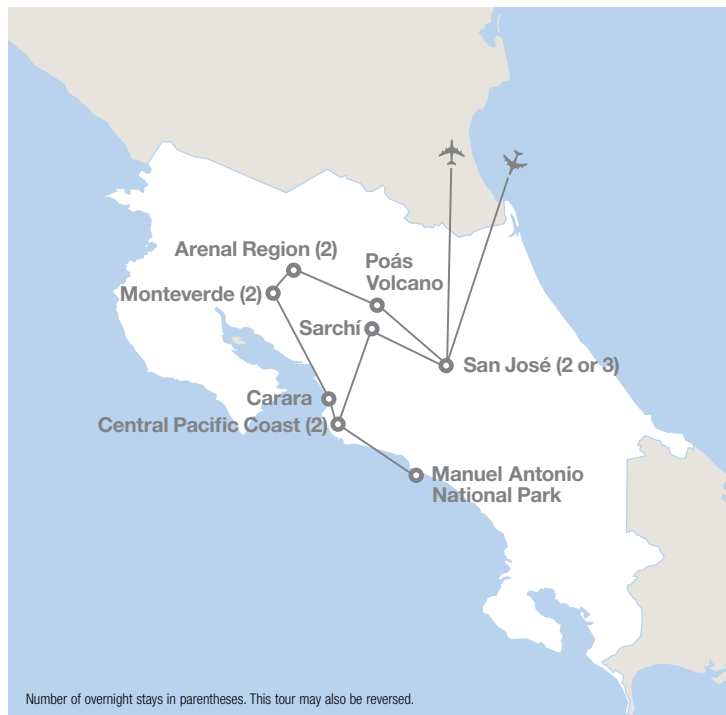 Arenal Region (2)
Poás
Volcano
Monteverde (2)
Sarchí
San José (2 or 3)
Carara
Central Pacific Coast (2)
Manuel Antonio
National Park
Number of overnight stays in parentheses. This tour may also be reversed.